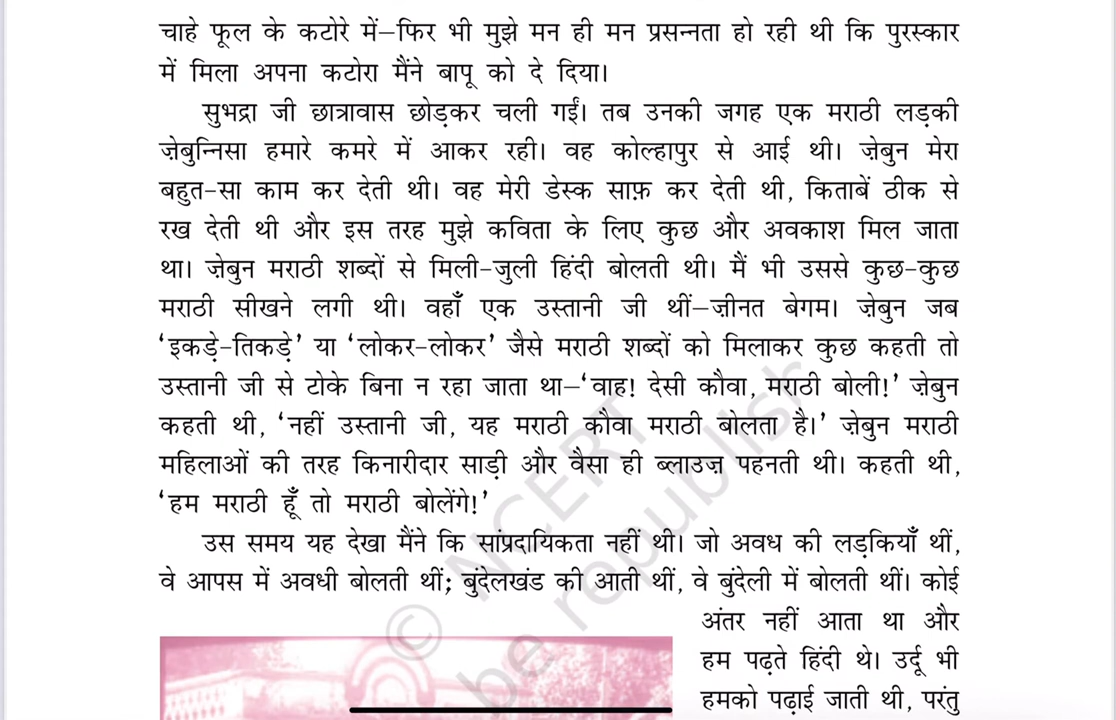 चाहे फूल के कटोरे में–फिर भी मुझे मन ही मन प्रसन्नता हो रही थी कि पुरस्कार
में मिला अपना कटोरा मैंने बापू को दे दिया।
सुभद्रा जी छात्रावास छोड़कर चली गईं। तब उनकी जगह एक मराठी लड़की
ज़ेबुन्निसा हमारे कमरे में आकर रही। वह कोल्हापुर से आई थी। ज़ेबुन मेरा
बहुत-सा काम कर देती थी। वह मेरी डेस्क साफ़ कर देती थी, किताबें ठीक से
रख देती थी और इस तरह मुझे कविता के लिए कुछ और अवकाश मिल जाता
था। ज़ेबुन मराठी शब्दों से मिली-जुली हिंदी बोलती थी। मैं भी उससे कुछ-कुछ
मराठी सीखने लगी थी। वहाँ एक उस्तानी जी थीं–ज़ीनत बेगम। ज़ेबुन जब
‘इकड़े-तिकड़े’ या ‘लोकर-लोकर’ जैसे मराठी शब्दों को मिलाकर कुछ कहती तो
उस्तानी जी से टोके बिना न रहा जाता था–‘वाह! देसी कौवा, मराठी बोली!’ ज़ेबुन
कहती थी, ‘नहीं उस्तानी जी, यह मराठी कौवा मराठी बोलता है।’ ज़ेबुन मराठी
महिलाओं की तरह किनारीदार साड़ी और वैसा ही ब्लाउज़ पहनती थी। कहती थी,
‘हम मराठी हूँ तो मराठी बोलेंगे!’
उस समय यह देखा मैंने कि सांप्रदायिकता नहीं थी। जो अवध की लड़कियाँ थीं,
वे आपस में अवधी बोलती थीं; बुंदेलखंड की आती थीं, वे बुंदेली में बोलती थीं। कोई
अंतर नहीं आता था और
हम पढ़ते हिंदी थे। उर्दू भी
हमको पढ़ाई जाती थी, परंतु
© NCERT
be republish